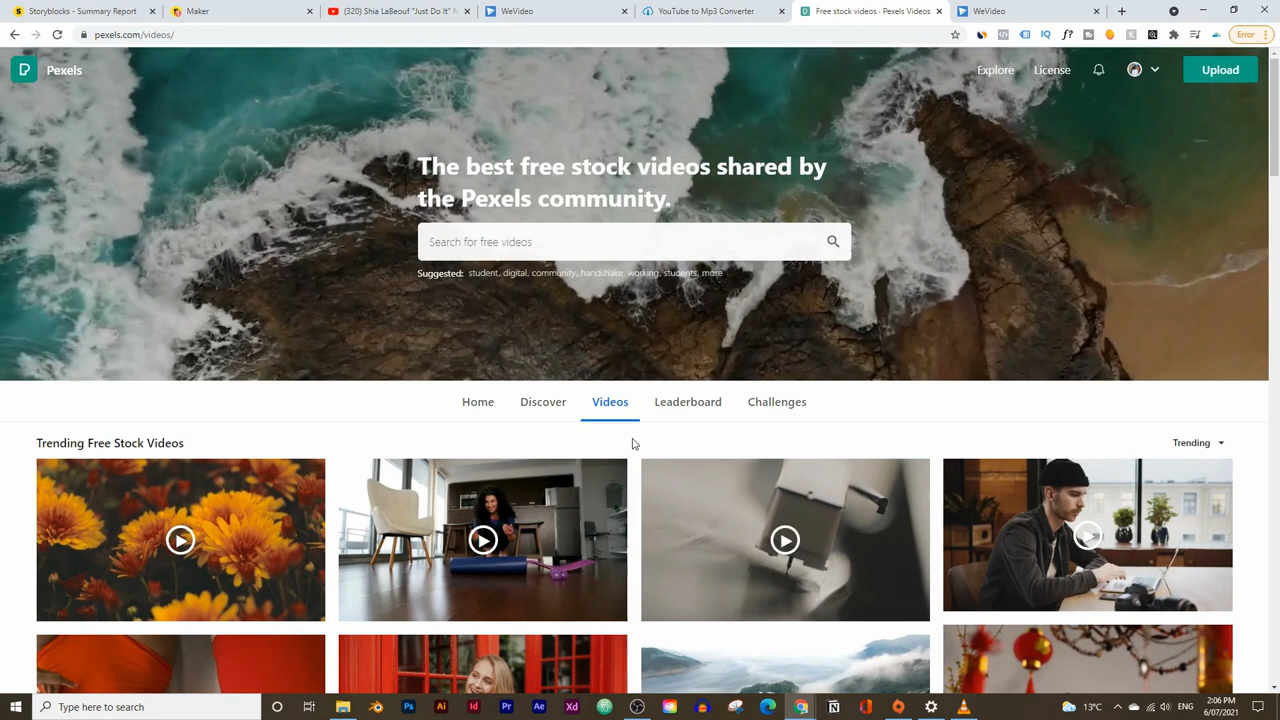 Storyblocks - Summary Report
Maker
(320) Shia LaBeouf "Just Do It" M
WeVideo
YouTube to Mp3 Converter
Free stock videos · Pexels Videos
WeVideo
pexels.com/videos/
Error
Pexels
Explore
License
Upload
The best free stock videos shared by
the Pexels community.
Search for free videos
Suggested: student, digital, community, handshake, working, students, more
Home
Discover
Videos
Leaderboard
Challenges
Trending Free Stock Videos
Trending
Type here to search
13°C
ENG
2:06 PM
6/07/2021